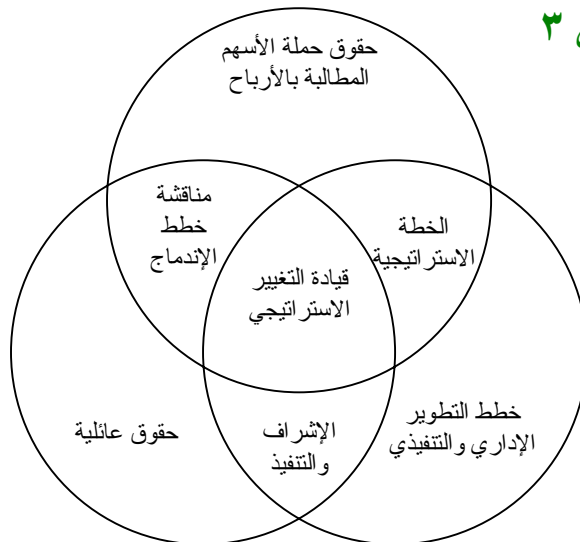 ٣
حقوق حملة الأسهم
المطالبة بالأرباح
مناقشة
خطط
الإندماج
الخطة
الاستراتيجية
قيادة التغيير
الاستراتيجي
حقوق عائلية
الإشراف
والتنفيذ
خطط التطوير
الإداري والتنفيذي